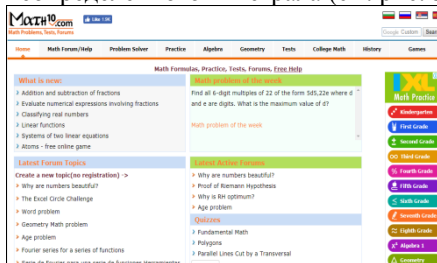 Math10.com
Math Problems, Tests, Forums
Like 13K
Google Custom Sear
Home Math Forum/Help Problem Solver Practice Algebra Geometry Tests College Math History Games
Math Formulas, Practice, Tests, Forums, Free Help
What is new:
Addition and subtraction of fractions
Evaluate numerical expressions involving fractions
Classifying real numbers
Linear functions
Systems of two linear equations
Atoms - free online game
Math problem of the week
Find all 6-digit multiples of 22 of the form 5d5,22e where d
and e are digits. What is the maximum value of d?
Math problem of the week
Latest Forum Topics
Create a new topic(no registration) ->
Why are numbers beautiful?
The Excel Circle Challenge
Word problem
Geometry Math problem
Age problem
Fourier series for a series of functions
Latest Active Forums
Why are numbers beautiful?
Proof of Riemann Hypothesis
Why is RH optimum?
Age problem
Quizzes
Fundamental Math
Polygons
Parallel Lines Cut by a Transversal
IXL
Math Practice
Kindergarten
First Grade
Second Grade
Third Grade
Fourth Grade
Fifth Grade
Sixth Grade
Seventh Grade
Eighth Grade
Algebra 1
Geometry